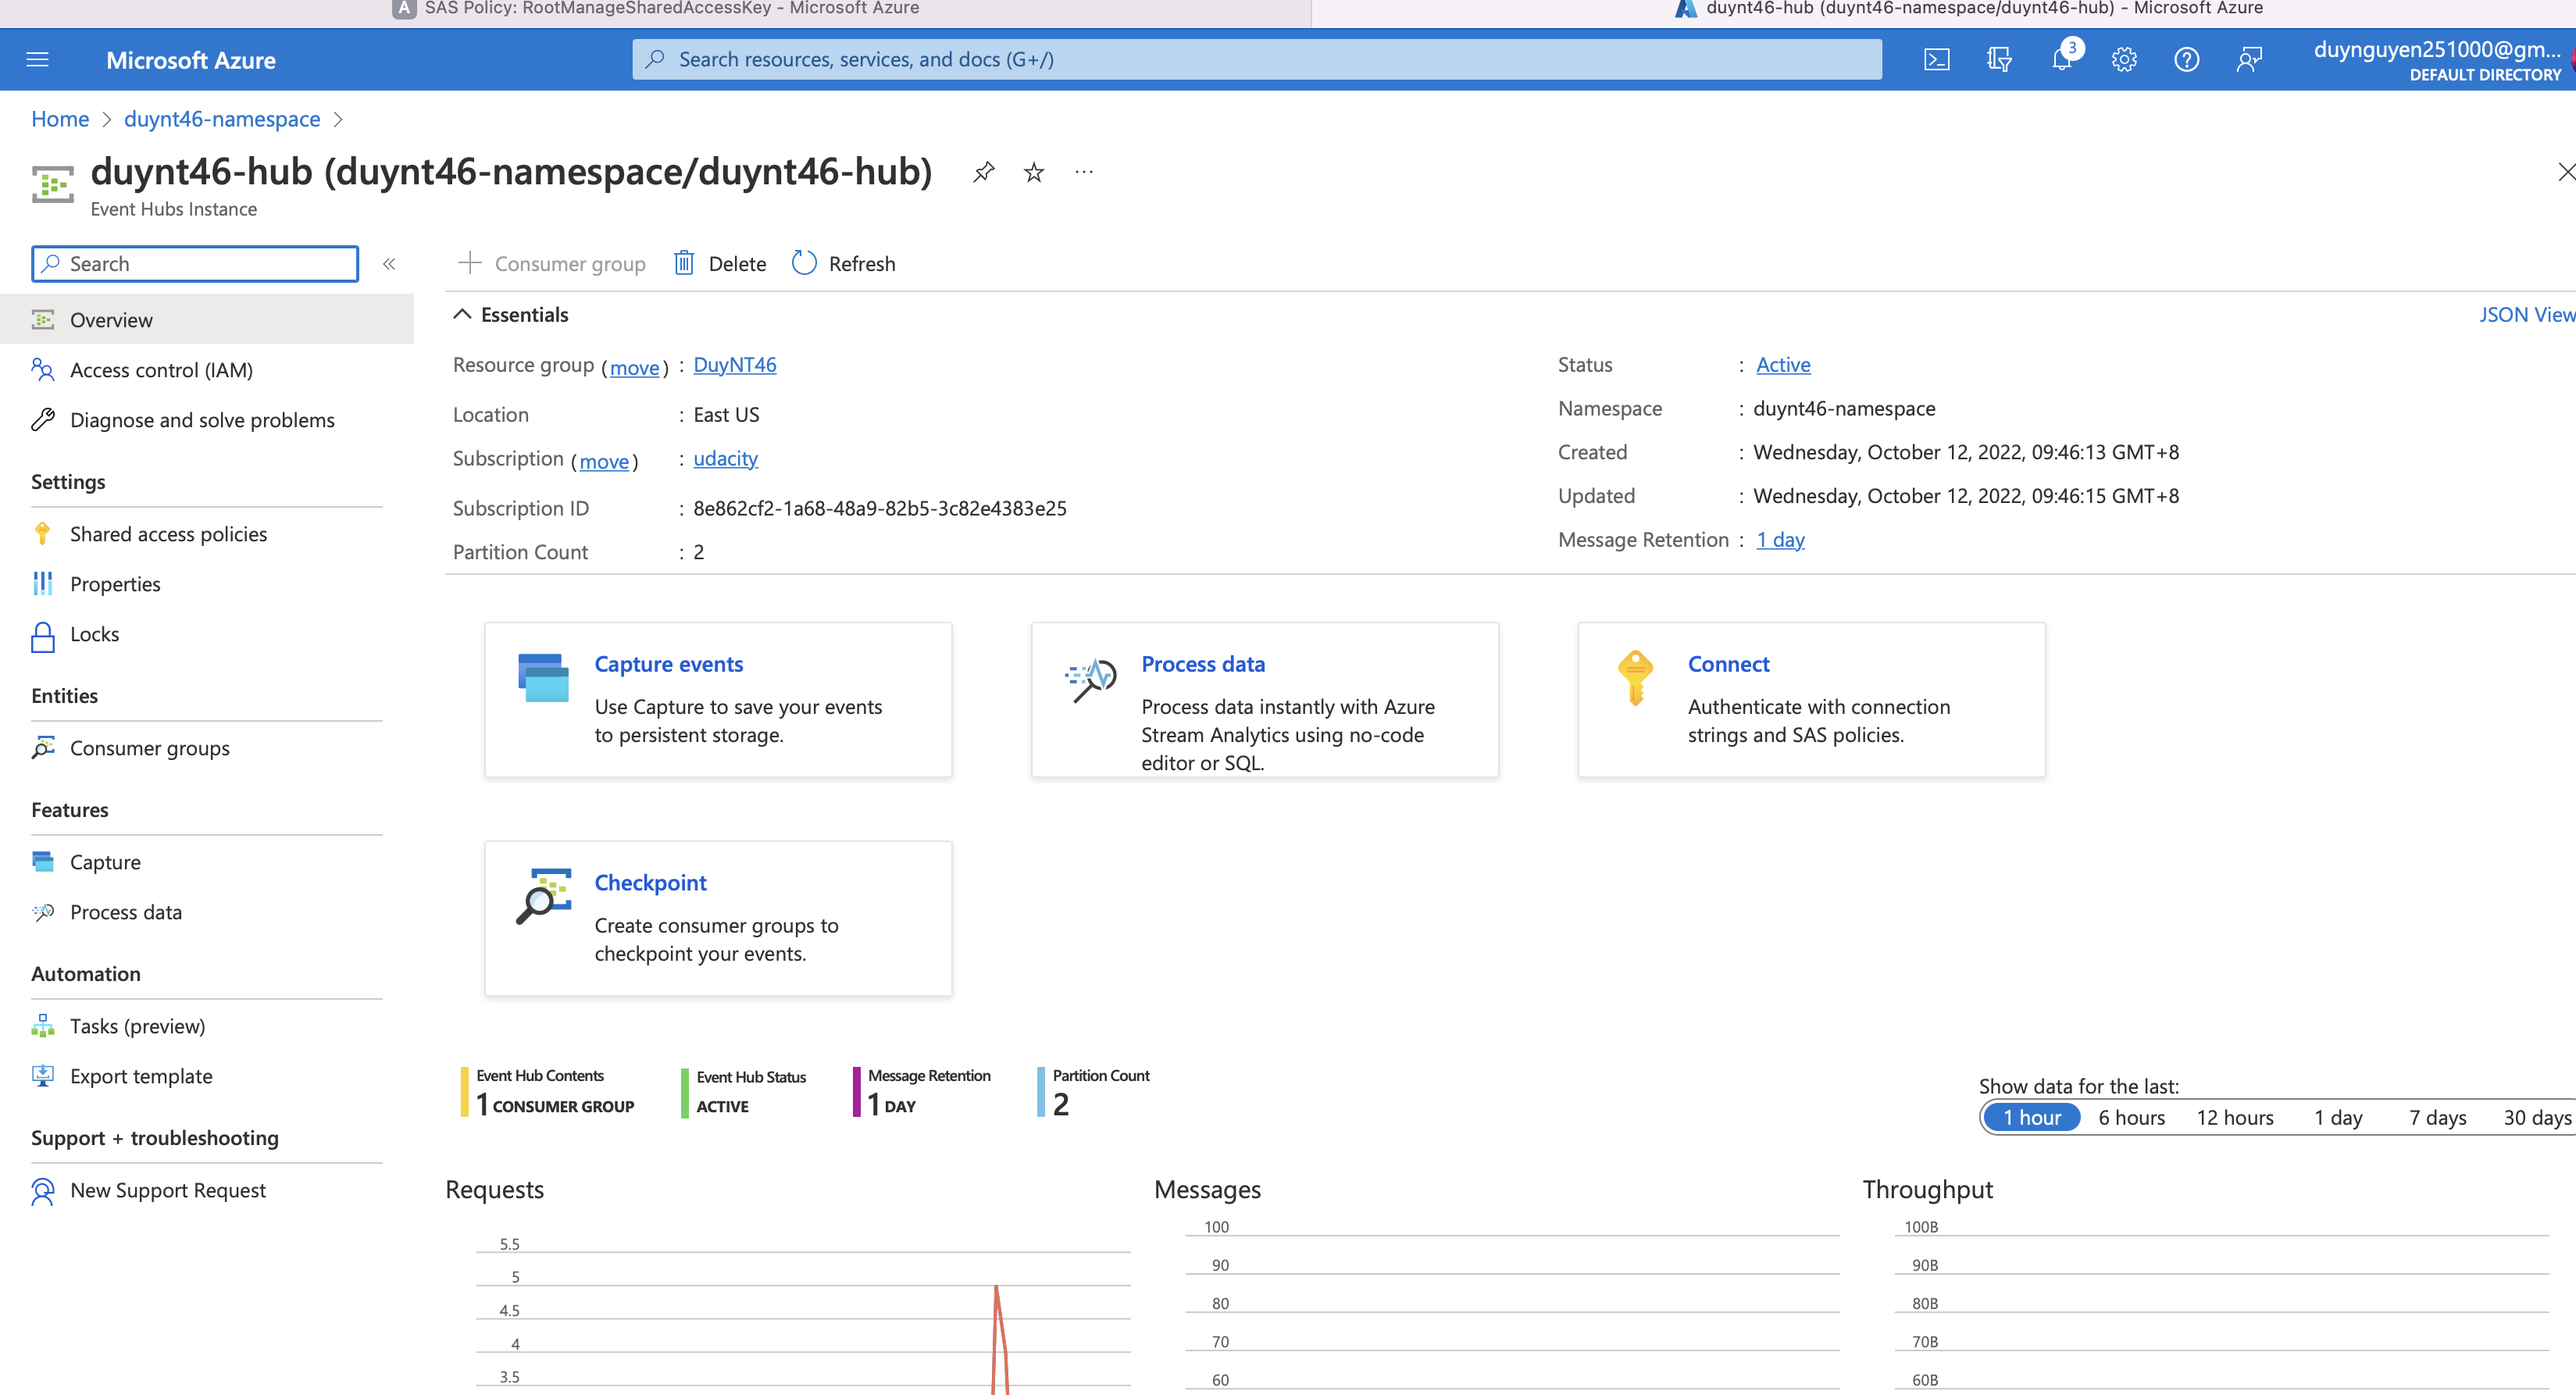 A SAS Policy: RootManageSharedAccessKey - Microsoft Azure
duynt46-hub (duynt46-namespace/duynt46-hub) - Microsoft Azure
Microsoft Azure
Search resources, services, and docs (G+/)
3
duynguyen251000@gm...
DEFAULT DIRECTORY
Home > duynt46-namespace >
duynt46-hub (duynt46-namespace/duynt46-hub)
Event Hubs Instance
Search
Overview
Access control (IAM)
Diagnose and solve problems
Settings
Shared access policies
Properties
Locks
Entities
Consumer groups
Features
Capture
Process data
Automation
Tasks (preview)
Export template
Support + troubleshooting
New Support Request
Consumer group Delete Refresh
Essentials
JSON View
Resource group (move) : DuyNT46
Location : East US
Subscription (move) : udacity
Subscription ID : 8e862cf2-1a68-48a9-82b5-3c82e4383e25
Partition Count : 2
Status : Active
Namespace : duynt46-namespace
Created : Wednesday, October 12, 2022, 09:46:13 GMT+8
Updated : Wednesday, October 12, 2022, 09:46:15 GMT+8
Message Retention : 1 day
Capture events
Use Capture to save your events
to persistent storage.
Process data
Process data instantly with Azure
Stream Analytics using no-code
editor or SQL.
Connect
Authenticate with connection
strings and SAS policies.
Checkpoint
Create consumer groups to
checkpoint your events.
Event Hub Contents
1 CONSUMER GROUP
Event Hub Status
ACTIVE
Message Retention
1 DAY
Partition Count
2
Show data for the last:
1 hour 6 hours 12 hours 1 day 7 days 30 days
Requests
5.5
5
4.5
4
3.5
Messages
100
90
80
70
60
Throughput
100B
90B
80B
70B
60B